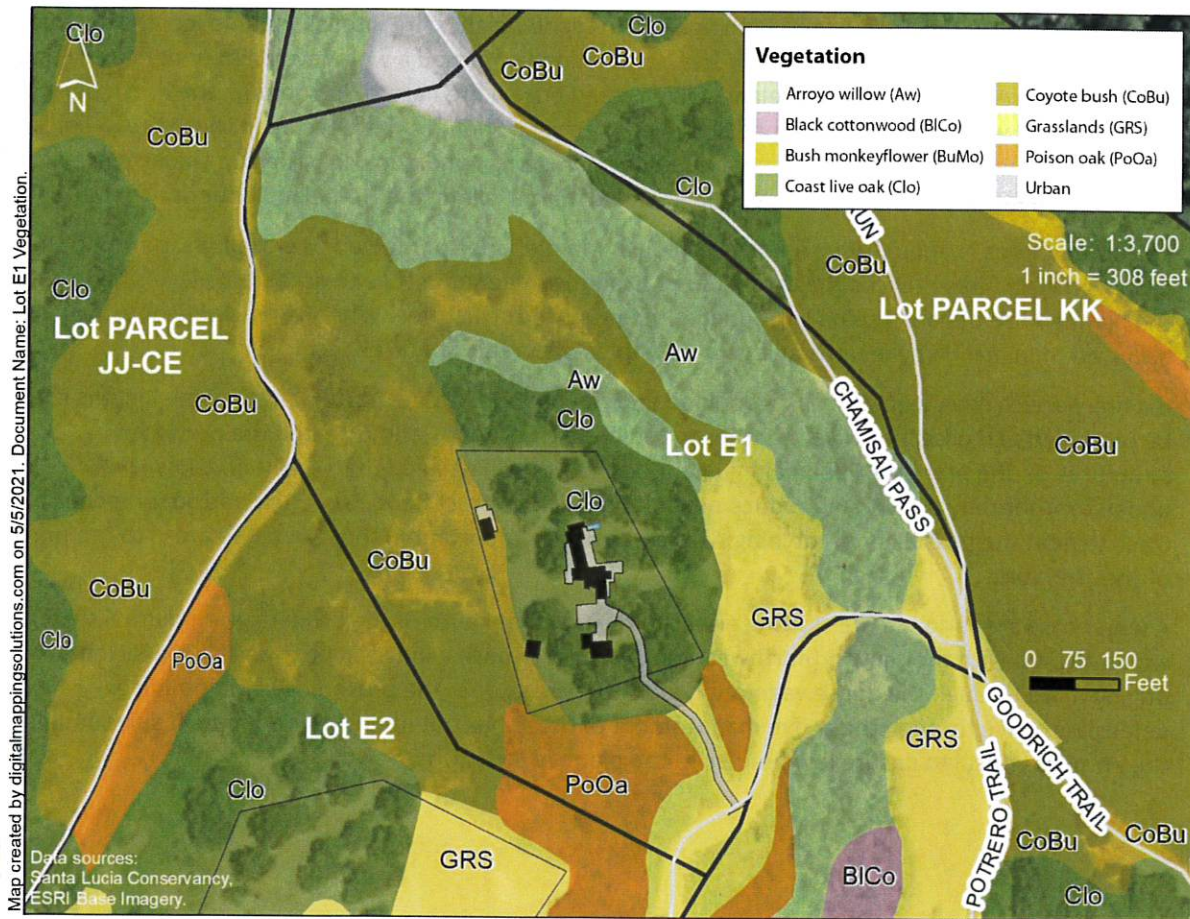 Map created by digitalmappingsolutions.com on 5/5/2021. Document Name: Lot E1 Vegetation.
Clo
N
Clo
CoBu
CoBu
CoBu
Vegetation
Arroyo willow (Aw)
Black cottonwood (BlCo)
Bush monkeyflower (BuMo)
Coast live oak (Clo)
Coyote bush (CoBu)
Grasslands (GRS)
Poison oak (PoOa)
Urban
Clo
UN
Scale: 1:3,700
1 inch = 308 feet
CoBu
Lot PARCEL KK
Clo
Lot PARCEL
JJ-CE
CoBu
Aw
Aw
Clo
Lot E1
CHAMISAL PASS
CoBu
Clo
CoBu
CoBu
Clo
PoOa
GRS
0 75 150
Feet
Lot E2
GRS
GOODRICH TRAIL
POTRERO TRAIL
Clo
PoOa
GRS
BlCo
CoBu
CoBu
Clo
Data sources:
Santa Lucia Conservancy,
ESRI Base Imagery.